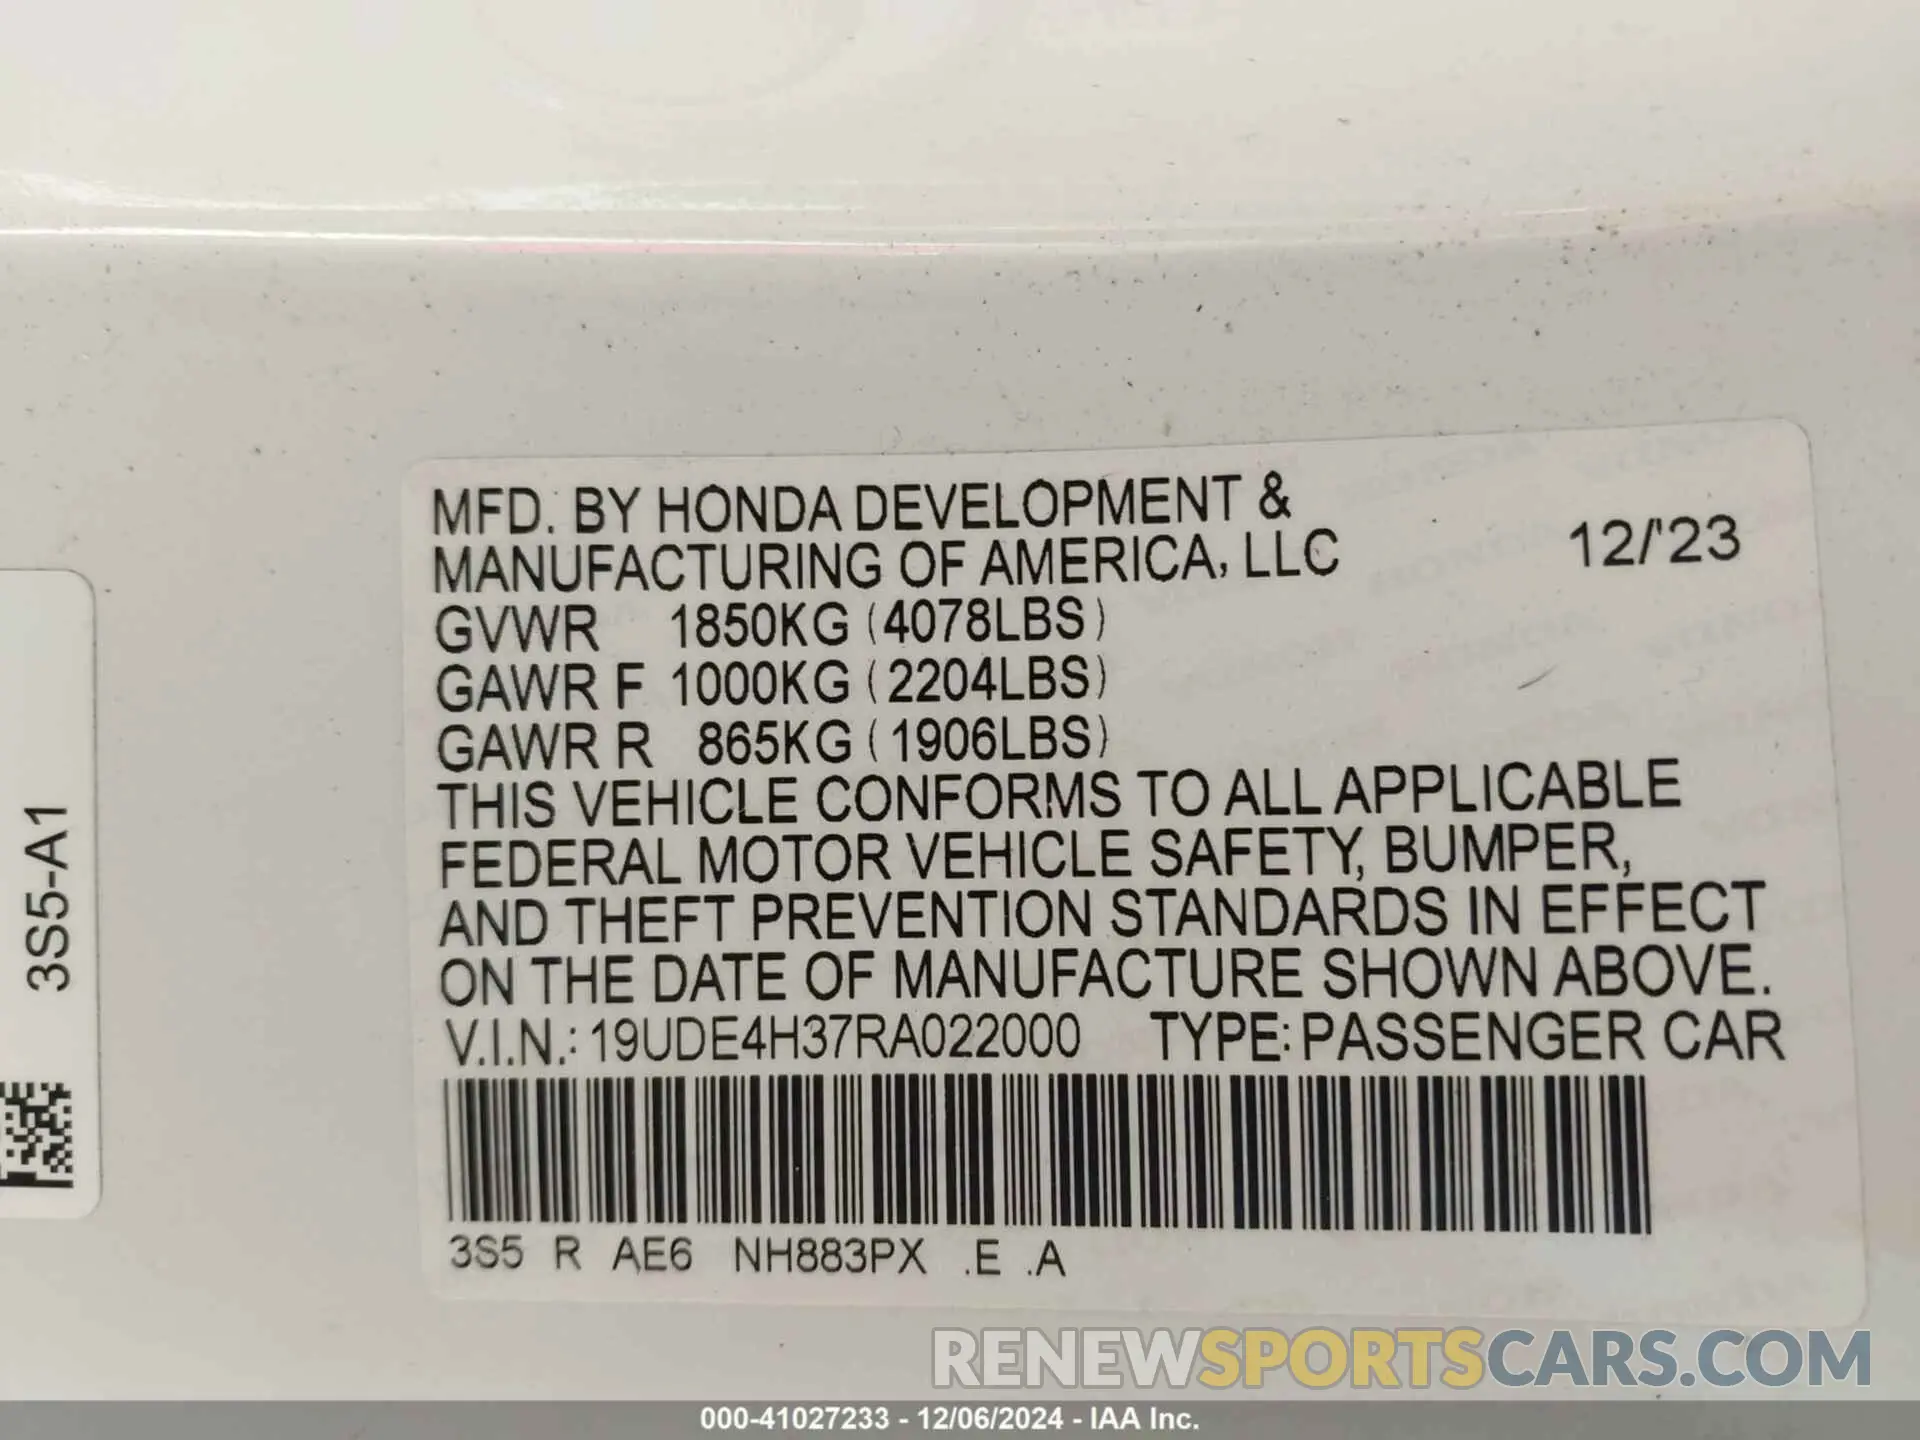 MFD. BY HONDA DEVELOPMENT &
MANUFACTURING OF AMERICA, LLC 12/'23
GVWR 1850KG (4078LBS)
GAWR F 1000KG (2204LBS)
GAWR R 865KG (1906LBS)
THIS VEHICLE CONFORMS TO ALL APPLICABLE
FEDERAL MOTOR VEHICLE SAFETY, BUMPER,
AND THEFT PREVENTION STANDARDS IN EFFECT
ON THE DATE OF MANUFACTURE SHOWN ABOVE.
V.I.N.: 19UDE4H37RA022000 TYPE: PASSENGER CAR
3S5 R AE6 NH883PX .E .A
3S5-A1
RENEWSPORTSCARS.COM
000-41027233 - 12/06/2024 - IAA Inc.